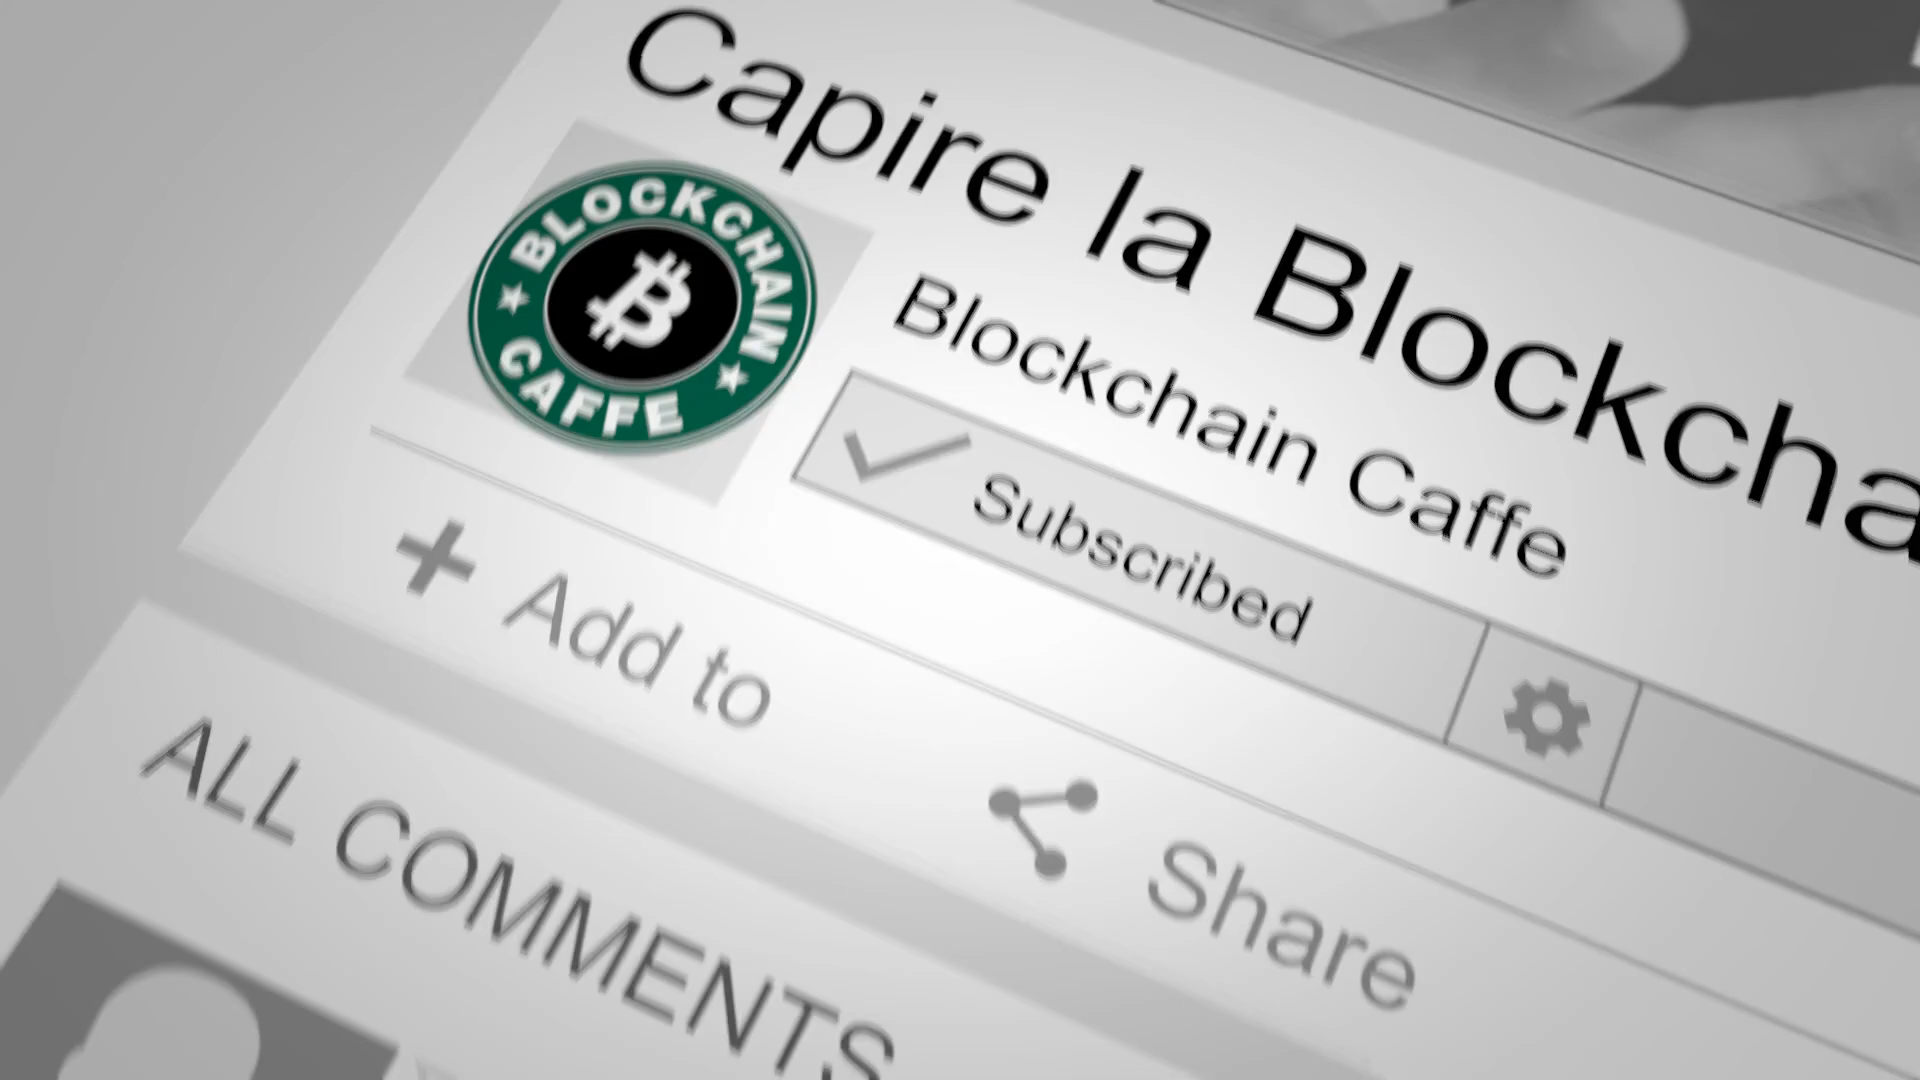 Capire la Blockcha
BLOCKCHAIN
CAFFE
Blockchain Caffe
Subscribed
Add to
Share
ALL COMMENTS